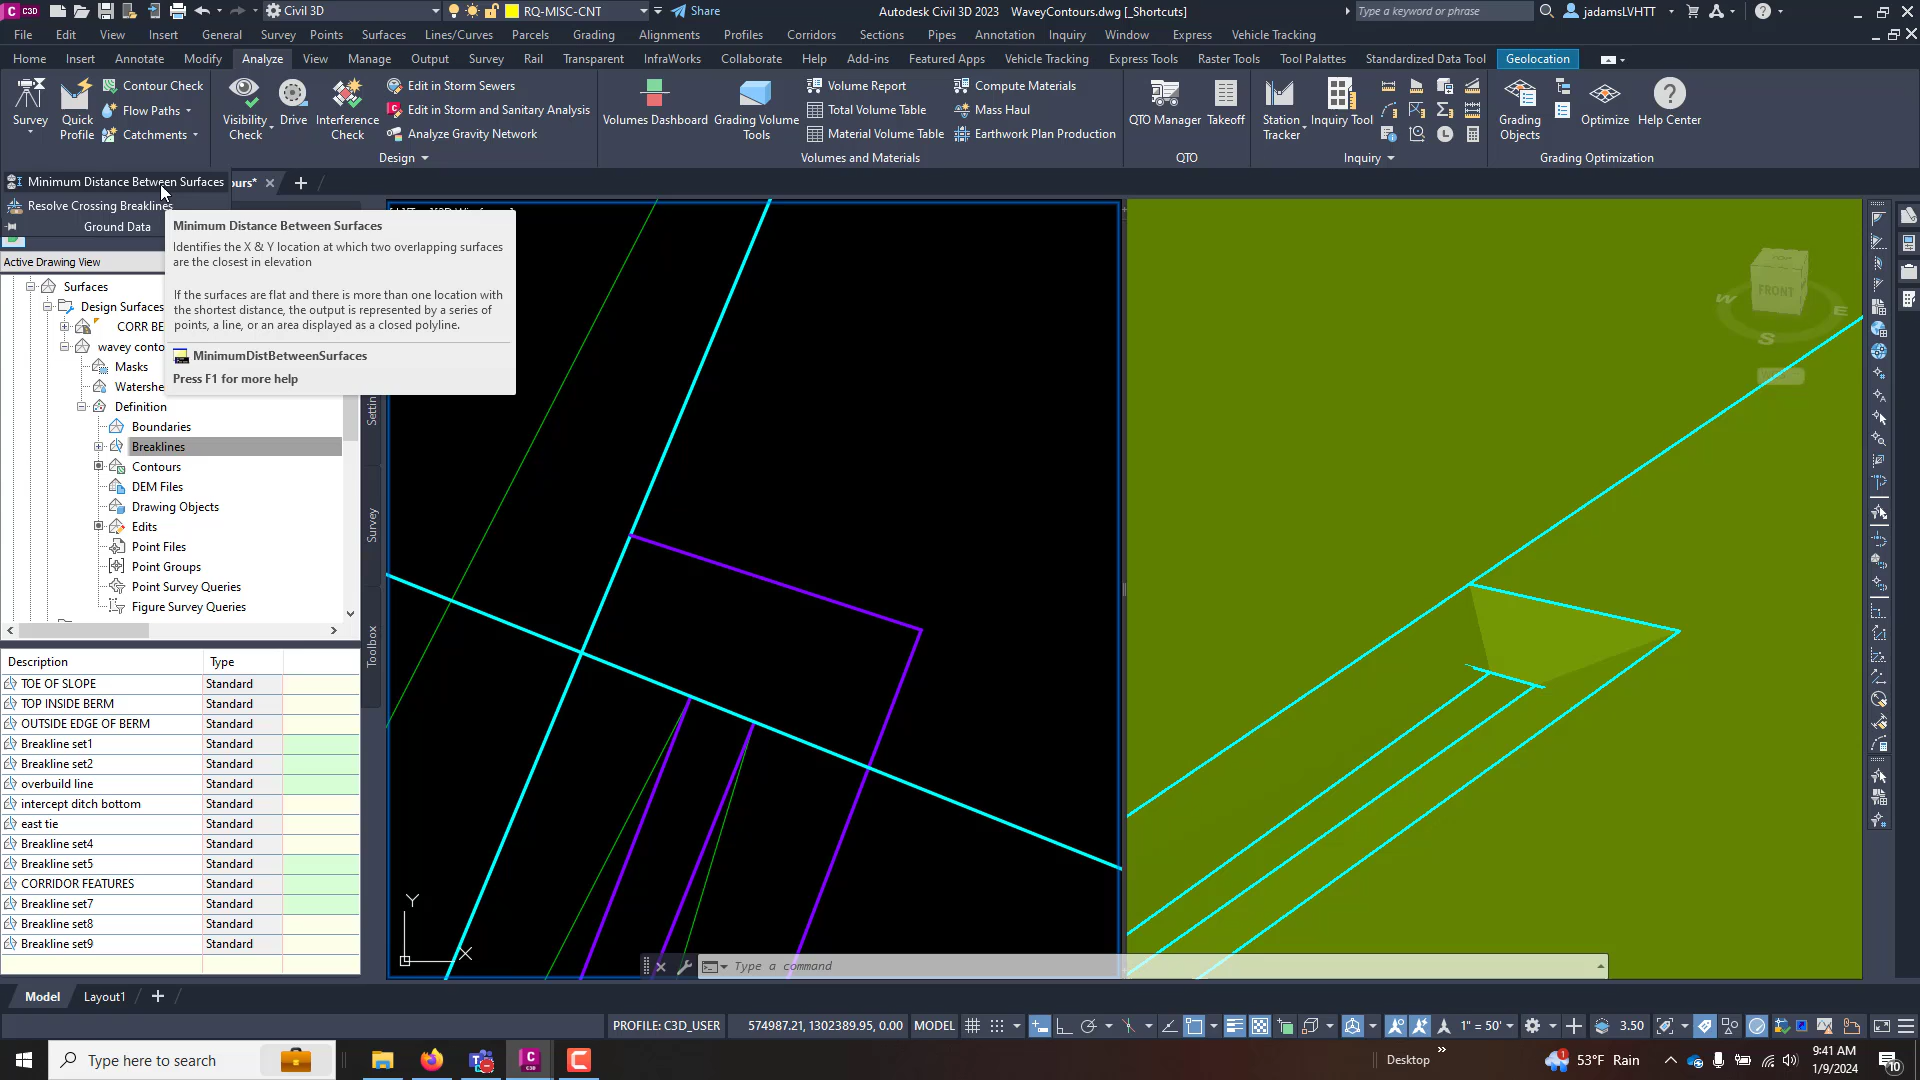 C3D
Civil 3D
RQ-MISC-CNT
Share
Autodesk Civil 3D 2023 WaveyContours.dwg [_Shortcuts]
Type a keyword or phrase
jadamsLVHTT
File Edit View Insert General Survey Points Surfaces Lines/Curves Parcels Grading Alignments Profiles Corridors Sections Pipes Annotation Inquiry Window Express Vehicle Tracking
Home Insert Annotate Modify Analyze View Manage Output Survey Rail Transparent InfraWorks Collaborate Help Add-ins Featured Apps Vehicle Tracking Express Tools Raster Tools Tool Palettes Standardized Data Tool Geolocation
Contour Check Edit in Storm Sewers Volume Report Compute Materials
Flow Paths Edit in Storm and Sanitary Analysis Total Volume Table Mass Haul
Catchments Analyze Gravity Network Material Volume Table Earthwork Plan Production
Survey
Quick Profile
Visibility Check
Drive
Interference Check
Volumes Dashboard
Grading Volume Tools
QTO Manager
Takeoff
Station Tracker
Inquiry Tool
Grading Objects
Optimize
Help Center
Design Volumes and Materials QTO Inquiry Grading Optimization
Minimum Distance Between Surfaces
Resolve Crossing Breaklines
Ground Data
ours*
Minimum Distance Between Surfaces
Identifies the X & Y location at which two overlapping surfaces
are the closest in elevation
If the surfaces are flat and there is more than one location with
the shortest distance, the output is represented by a series of
points, a line, or an area displayed as a closed polyline.
MinimumDistBetweenSurfaces
Press F1 for more help
Active Drawing View
Surfaces
Design Surfaces
CORR BE
wavey conto
Masks
Watershe
Definition
Boundaries
Breaklines
Contours
DEM Files
Drawing Objects
Edits
Point Files
Point Groups
Point Survey Queries
Figure Survey Queries
Settin
Survey
Toolbox
Description Type
TOE OF SLOPE Standard
TOP INSIDE BERM Standard
OUTSIDE EDGE OF BERM Standard
Breakline set1 Standard
Breakline set2 Standard
overbuild line Standard
intercept ditch bottom Standard
east tie Standard
Breakline set4 Standard
Breakline set5 Standard
CORRIDOR FEATURES Standard
Breakline set7 Standard
Breakline set8 Standard
Breakline set9 Standard
Y
X
FRONT
W
E
S
Type a command
Model Layout1
PROFILE: C3D_USER 574987.21, 1302389.95, 0.00 MODEL 1" = 50' 3.50
Type here to search
Desktop
53°F Rain
9:41 AM
1/9/2024
10